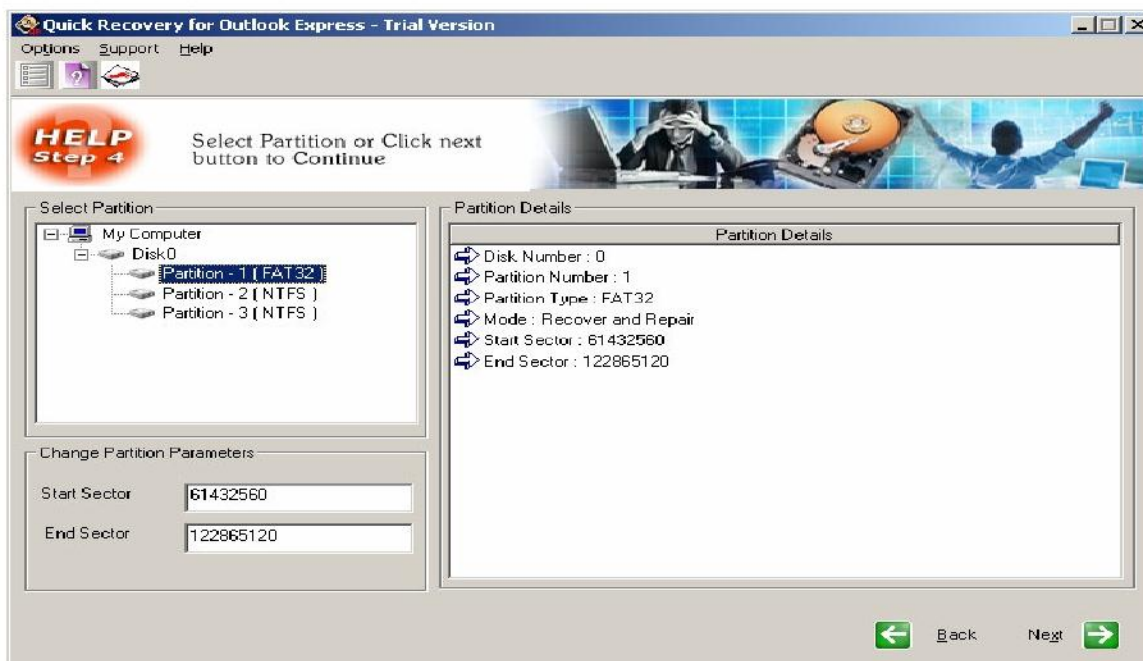 Quick Recovery for Outlook Express - Trial Version
Options Support Help
HELP
Step 4
Select Partition or Click next
button to Continue
Select Partition
My Computer
Disk0
Partition - 1 ( FAT32 )
Partition - 2 ( NTFS )
Partition - 3 ( NTFS )
Change Partition Parameters
Start Sector 61432560
End Sector 122865120
Partition Details
Partition Details
Disk Number : 0
Partition Number : 1
Partition Type : FAT32
Mode : Recover and Repair
Start Sector : 61432560
End Sector : 122865120
Back Next